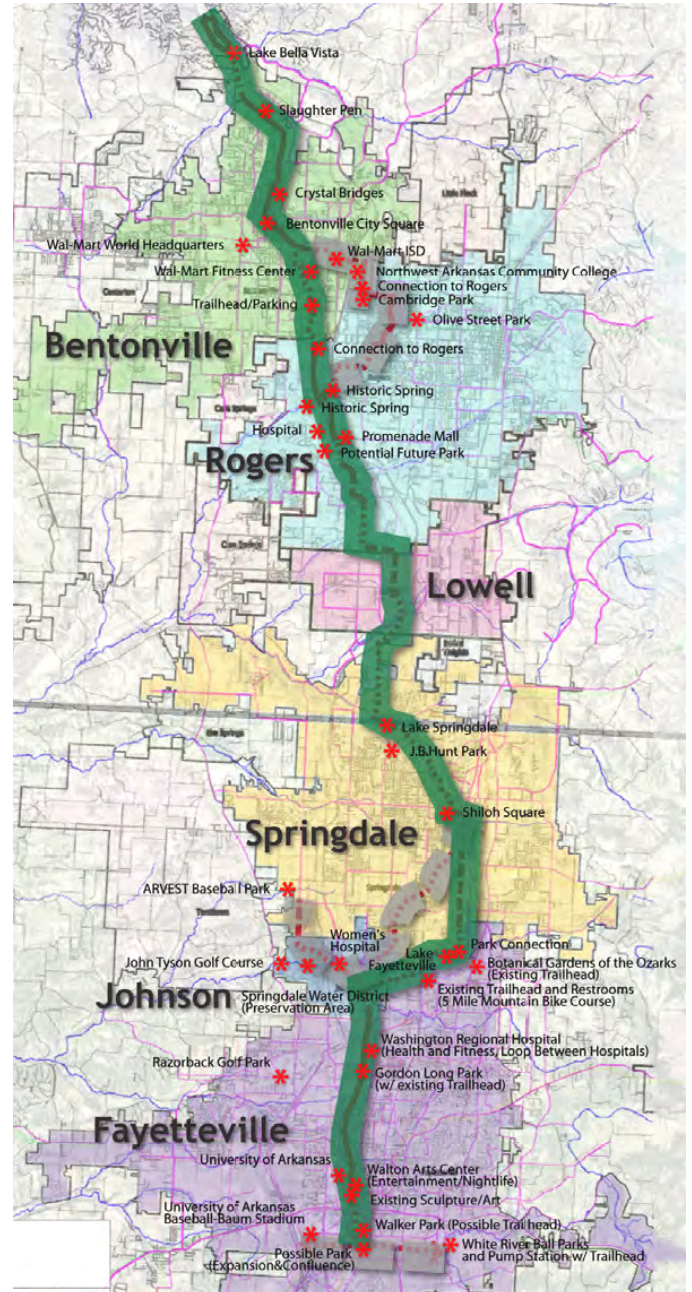 Lake Bella Vista
Slaughter Pen
Little Flock
Crystal Bridges
Bentonville City Square
Wal-Mart World Headquarters
Wal-Mart ISD
Wal-Mart Fitness Center
Northwest Arkansas Community College
Connection to Rogers
Centerton
Trailhead/Parking
Cambridge Park
Olive Street Park
Bentonville
Connection to Rogers
Historic Spring
Historic Spring
Hospital
Promenade Mall
Rogers
Potential Future Park
Lowell
Lake Springdale
J.B.Hunt Park
Shiloh Square
Springdale
ARVEST Baseball Park
Women's
Hospital
Park Connection
Lake
Fayetteville
John Tyson Golf Course
Botanical Gardens of the Ozarks
(Existing Trailhead)
Johnson
Springdale Water District
(Preservation Area)
Existing Trailhead and Restrooms
(5 Mile Mountain Bike Course)
Washington Regional Hospital
(Health and Fitness, Loop Between Hospitals)
Razorback Golf Park
Gordon Long Park
(w/ existing Trailhead)
Fayetteville
University of Arkansas
Walton Arts Center
(Entertainment/Nightlife)
Existing Sculpture/Art
University of Arkansas
Baseball-Baum Stadium
Walker Park (Possible Trail head)
Possible Park
(Expansion&Confluence)
White River Ball Parks
and Pump Station w/ Trailhead